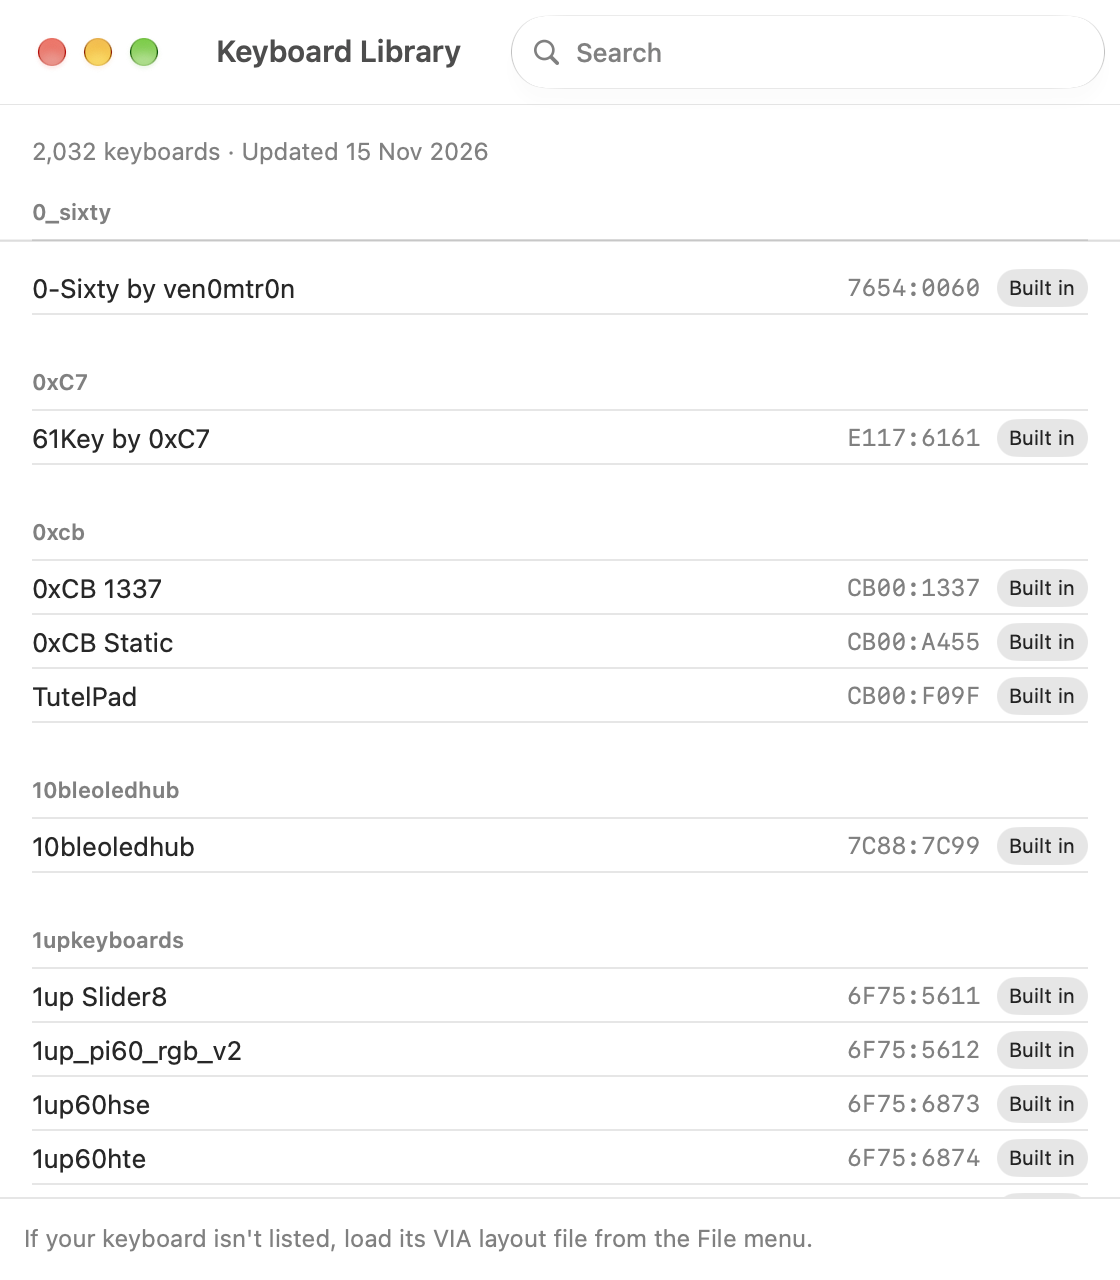 Keyboard Library
Search
2,032 keyboards · Updated 15 Nov 2026
0_sixty
0-Sixty by ven0mtr0n 7654:0060 Built in
0xC7
61Key by 0xC7 E117:6161 Built in
0xcb
0xCB 1337 CB00:1337 Built in
0xCB Static CB00:A455 Built in
TutelPad CB00:F09F Built in
10bleoledhub
10bleoledhub 7C88:7C99 Built in
1upkeyboards
1up Slider8 6F75:5611 Built in
1up_pi60_rgb_v2 6F75:5612 Built in
1up60hse 6F75:6873 Built in
1up60hte 6F75:6874 Built in
If your keyboard isn't listed, load its VIA layout file from the File menu.